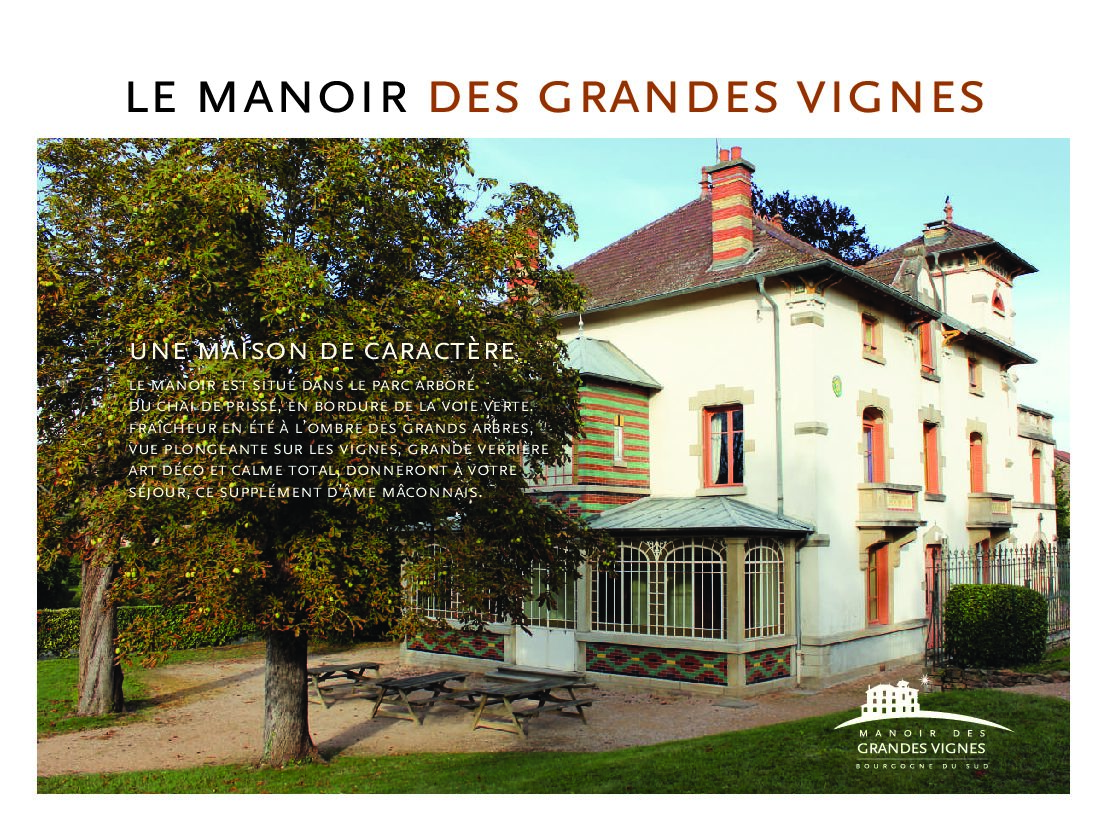 LE MANOIR DES GRANDES VIGNES
UNE MAISON DE CARACTÈRE
LE MANOIR EST SITUÉ DANS LE PARC ARBORÉ
DU CHAI DE PRISSÉ, EN BORDURE DE LA VOIE VERTE.
FRAÎCHEUR EN ÉTÉ À L'OMBRE DES GRANDS ARBRES,
VUE PLONGEANTE SUR LES VIGNES, GRANDE VERRIÈRE
ART DÉCO ET CALME TOTAL, DONNERONT À VOTRE
SÉJOUR, CE SUPPLÉMENT D'ÂME MÂCONNAIS.
MANOIR DES
GRANDES VIGNES
BOURGOGNE DU SUD